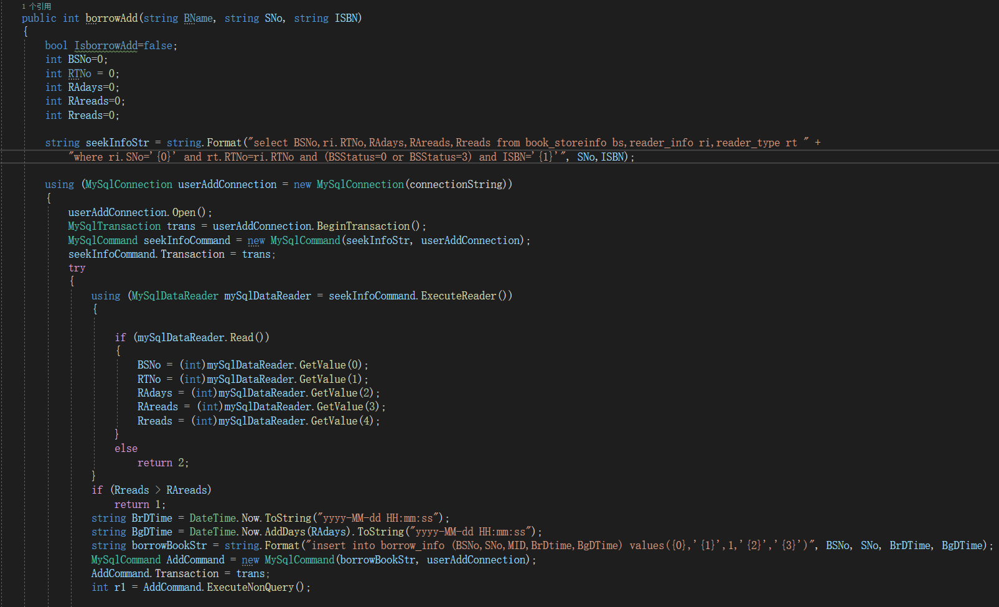 1 个引用
public int borrowAdd(string BName, string SNo, string ISBN)
{
bool IsborrowAdd=false;
int BSNo=0;
int RTNo = 0;
int RAdays=0;
int RAreads=0;
int Rreads=0;
string seekInfoStr = string.Format("select BSNo,ri.RTNo,RAdays,RAreads,Rreads from book_storeinfo bs,reader_info ri,reader_type rt " +
"where ri.SNo='{0}' and rt.RTNo=ri.RTNo and (BSStatus=0 or BSStatus=3) and ISBN='{1}'", SNo,ISBN);
using (MySqlConnection userAddConnection = new MySqlConnection(connectionString))
{
userAddConnection.Open();
MySqlTransaction trans = userAddConnection.BeginTransaction();
MySqlCommand seekInfoCommand = new MySqlCommand(seekInfoStr, userAddConnection);
seekInfoCommand.Transaction = trans;
try
{
using (MySqlDataReader mySqlDataReader = seekInfoCommand.ExecuteReader())
{
if (mySqlDataReader.Read())
{
BSNo = (int)mySqlDataReader.GetValue(0);
RTNo = (int)mySqlDataReader.GetValue(1);
RAdays = (int)mySqlDataReader.GetValue(2);
RAreads = (int)mySqlDataReader.GetValue(3);
Rreads = (int)mySqlDataReader.GetValue(4);
}
else
return 2;
}
if (Rreads > RAreads)
return 1;
string BrDTime = DateTime.Now.ToString("yyyy-MM-dd HH:mm:ss");
string BgDTime = DateTime.Now.AddDays(RAdays).ToString("yyyy-MM-dd HH:mm:ss");
string borrowBookStr = string.Format("insert into borrow_info (BSNo,SNo,MID,BrDtime,BgDTime) values({0},'{1}',1,'{2}','{3}')", BSNo, SNo, BrDTime, BgDTime);
MySqlCommand AddCommand = new MySqlCommand(borrowBookStr, userAddConnection);
AddCommand.Transaction = trans;
int r1 = AddCommand.ExecuteNonQuery();